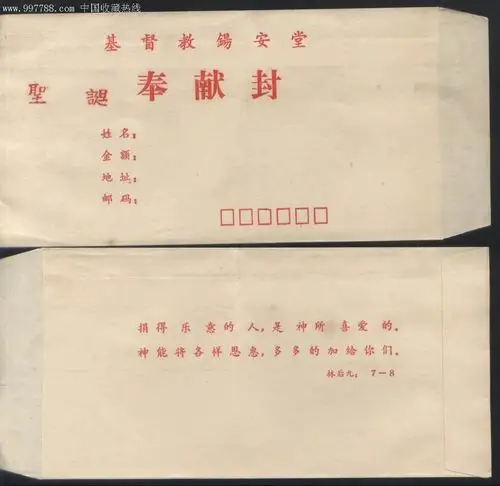 www.997788.com 中国收藏热线
基督教锡安堂
聖誕 奉献封
姓名：
金额：
地址：
邮码：
捐得乐意的人，是神所喜爱的。
神能将各样恩惠，多多的加给你们。
林后九：7－8